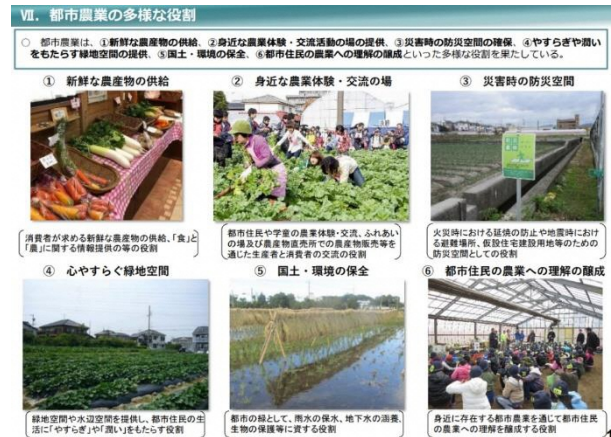 Ⅶ．都市農業の多様な役割
○ 都市農業は、①新鮮な農産物の供給、②身近な農業体験・交流活動の場の提供、③災害時の防災空間の確保、④やすらぎや潤い
をもたらす緑地空間の提供、⑤国土・環境の保全、⑥都市住民の農業への理解の醸成といった多様な役割を果たしている。
① 新鮮な農産物の供給
② 身近な農業体験・交流の場
③ 災害時の防災空間
消費者が求める新鮮な農産物の供給、「食」と
「農」に関する情報提供の等の役割
都市住民や学童の農業体験・交流、ふれあい
の場及び農産物直売所での農産物販売等を
通じた生産者と消費者の交流の役割
火災時における延焼の防止や地震時におけ
る避難場所、仮設住宅建設用地等のための
防災空間としての役割
④ 心やすらぐ緑地空間
⑤ 国土・環境の保全
⑥ 都市住民の農業への理解の醸成
緑地空間や水辺空間を提供し、都市住民の生
活に「やすらぎ」や「潤い」をもたらす役割
都市の緑として、雨水の保水、地下水の涵養、
生物の保護等に資する役割
身近に存在する都市農業を通じて都市住民
の農業への理解を醸成する役割